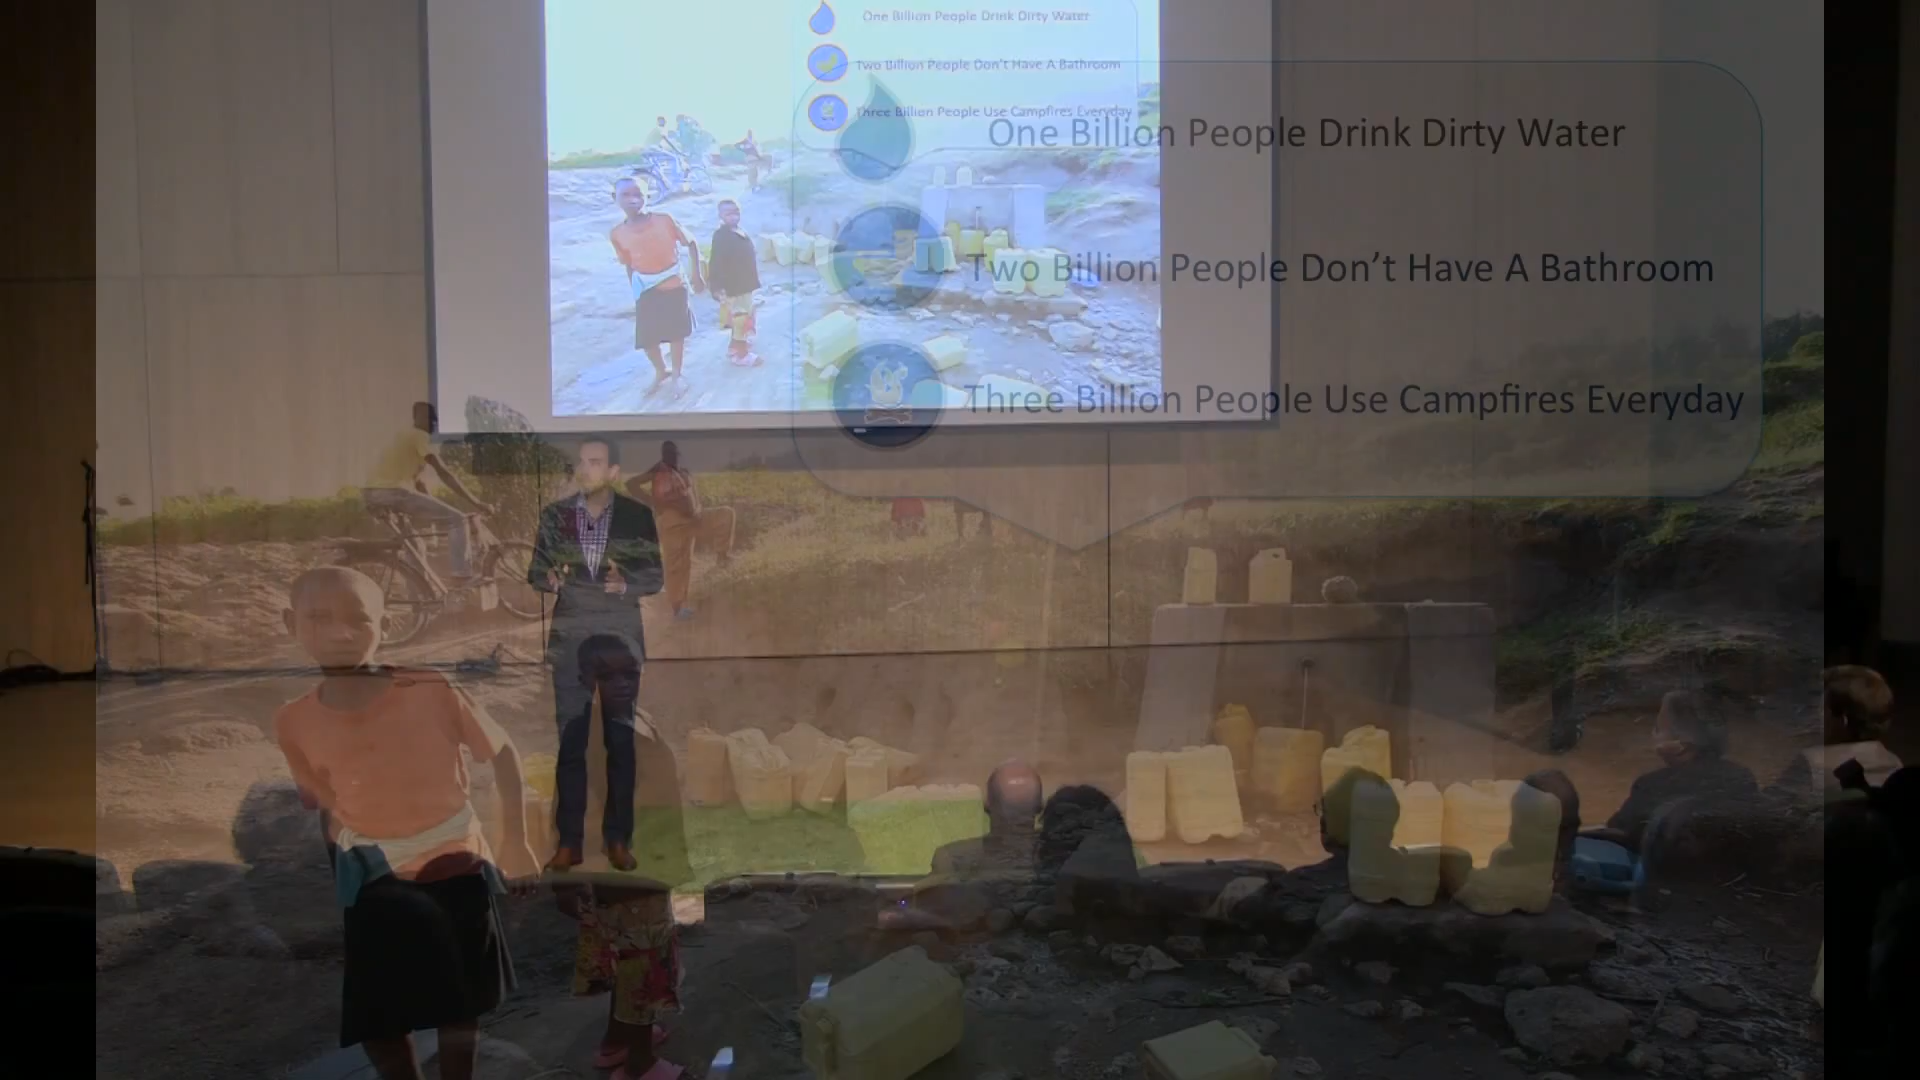 One Billion People Drink Dirty Water
Two Billion People Don't Have A Bathroom
Three Billion People Use Campfires Everyday
One Billion People Drink Dirty Water
Two Billion People Don’t Have A Bathroom
Three Billion People Use Campfires Everyday